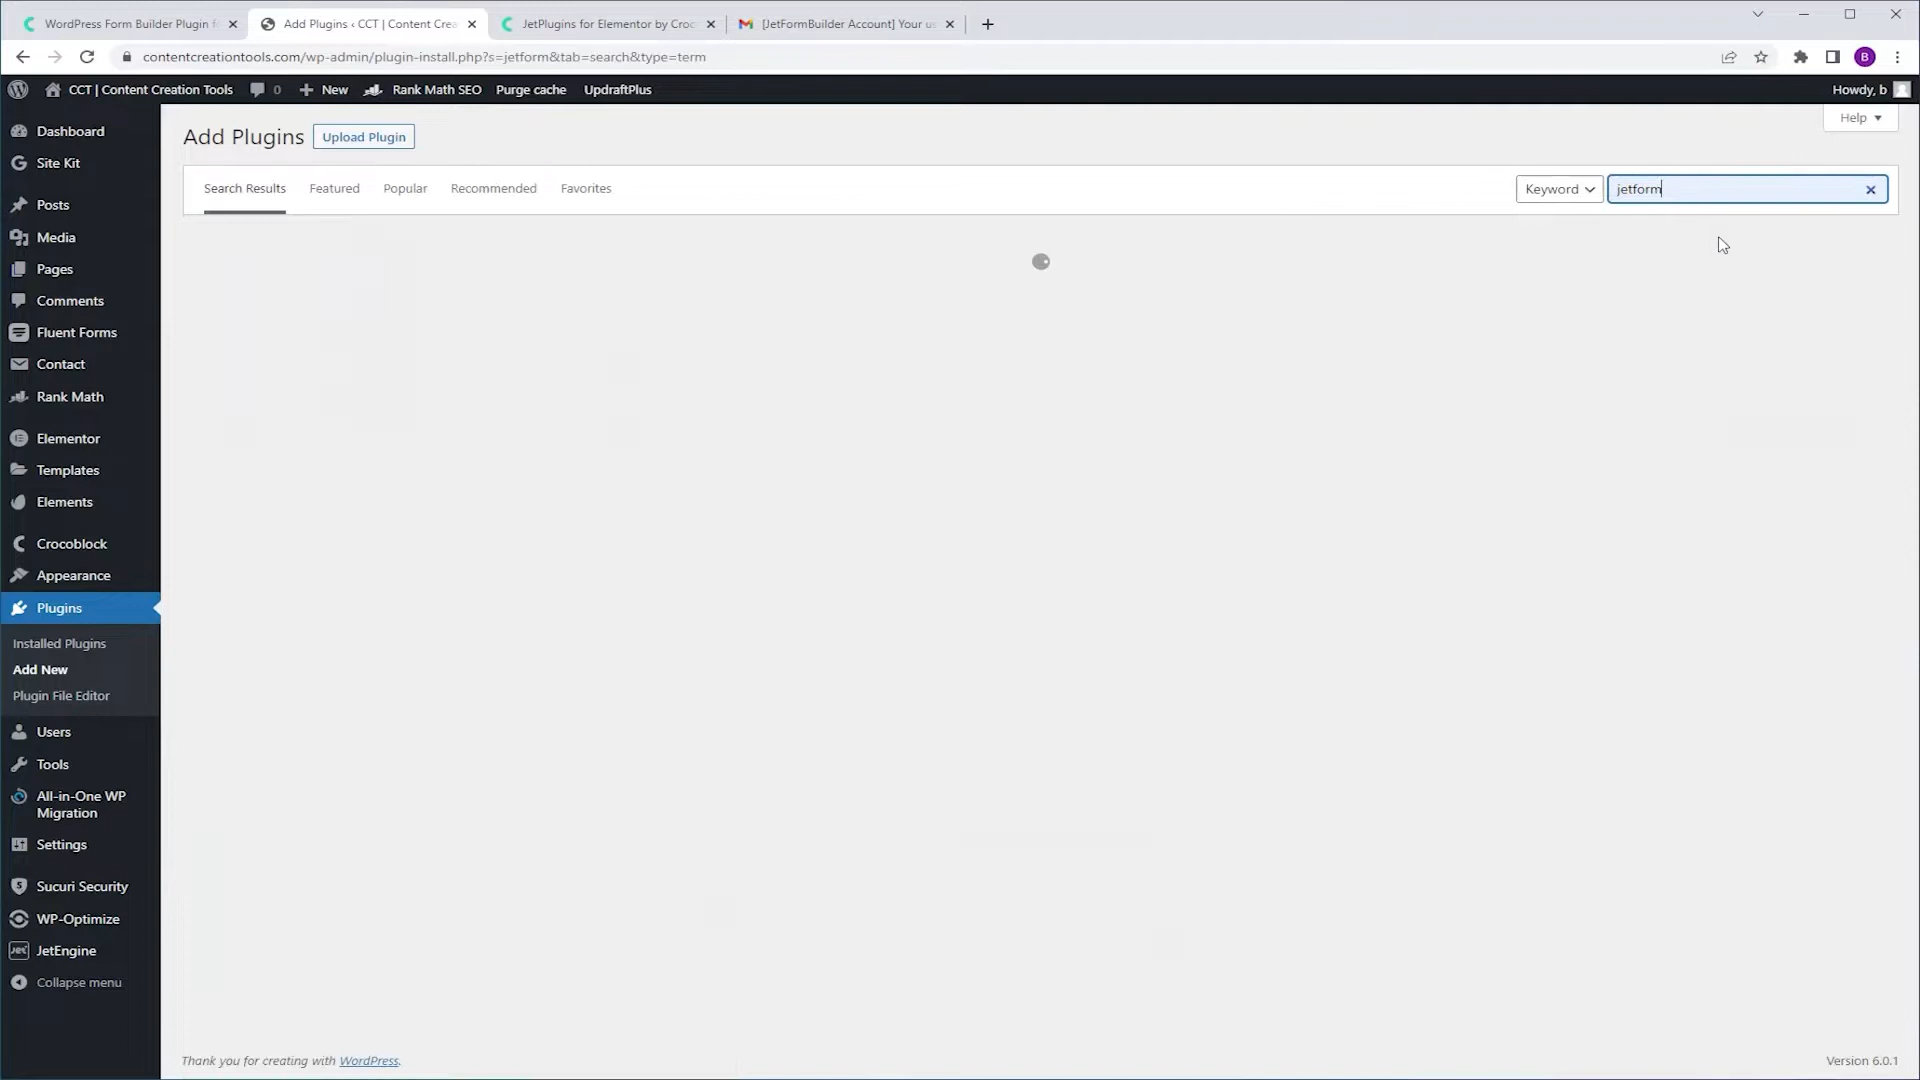 WordPress Form Builder Plugin f
Add Plugins ‹ CCT | Content Crea
JetPlugins for Elementor by Croc
[JetFormBuilder Account] Your u
contentcreationtools.com/wp-admin/plugin-install.php?s=jetform&tab=search&type=term
B
CCT | Content Creation Tools
0
New
Rank Math SEO
Purge cache
UpdraftPlus
Howdy, b
Help
Add Plugins
Upload Plugin
Search Results
Featured
Popular
Recommended
Favorites
Keyword
jetform
Dashboard
Site Kit
Posts
Media
Pages
Comments
Fluent Forms
Contact
Rank Math
Elementor
Templates
Elements
Crocoblock
Appearance
Plugins
Installed Plugins
Add New
Plugin File Editor
Users
Tools
All-in-One WP
Migration
Settings
Sucuri Security
WP-Optimize
JetEngine
Collapse menu
Thank you for creating with WordPress.
Version 6.0.1